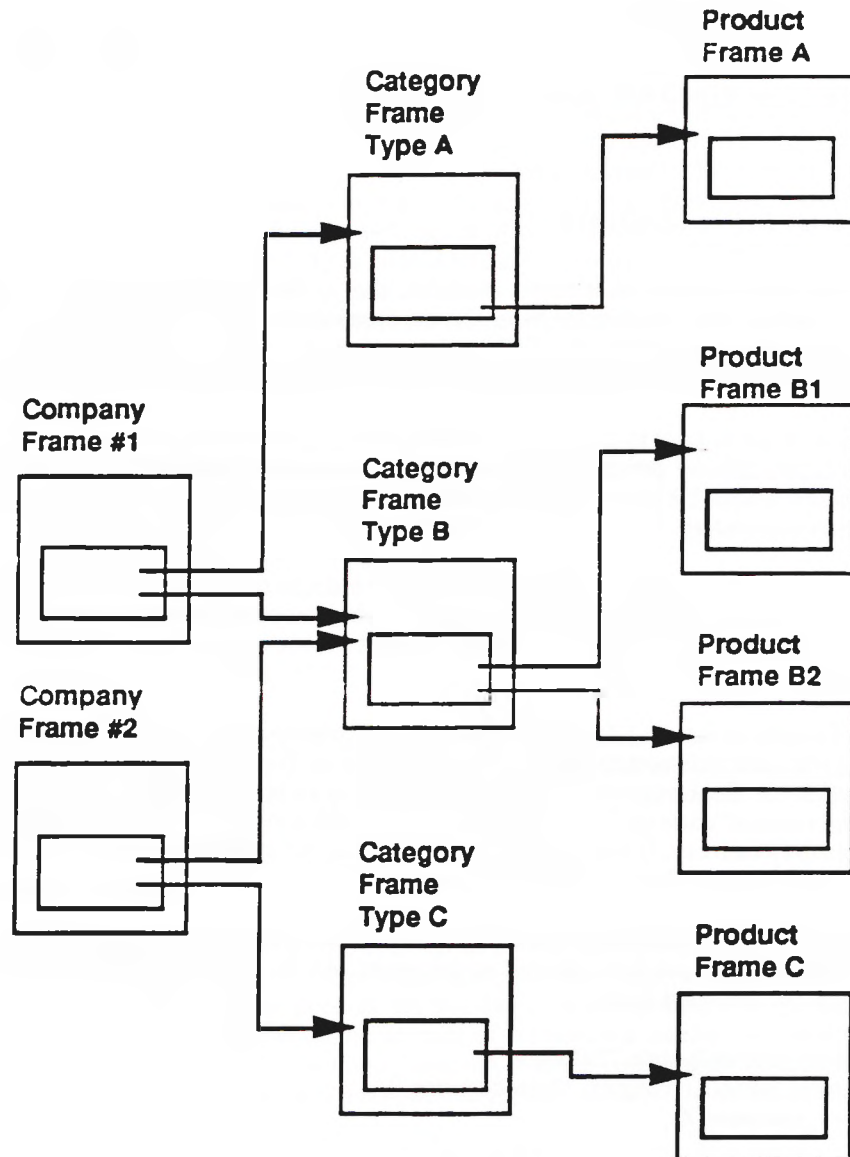 Product
Frame A
Category
Frame
Type A
Product
Frame B1
Company
Frame #1
Category
Frame
Type B
Product
Frame B2
Company
Frame #2
Category
Frame
Type C
Product
Frame C